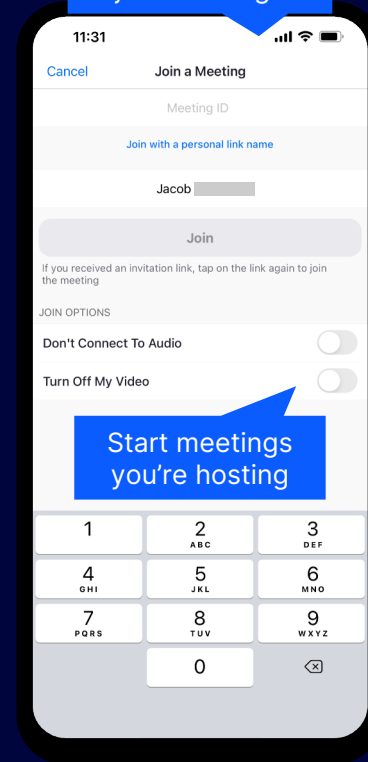 11:31
Cancel Join a Meeting
Meeting ID
Join with a personal link name
Jacob
Join
If you received an invitation link, tap on the link again to join
the meeting
JOIN OPTIONS
Don't Connect To Audio
Turn Off My Video
Start meetings
you're hosting
1 2 3
ABC DEF
4 5 6
GHI JKL MNO
7 8 9
PQRS TUV WXYZ
0